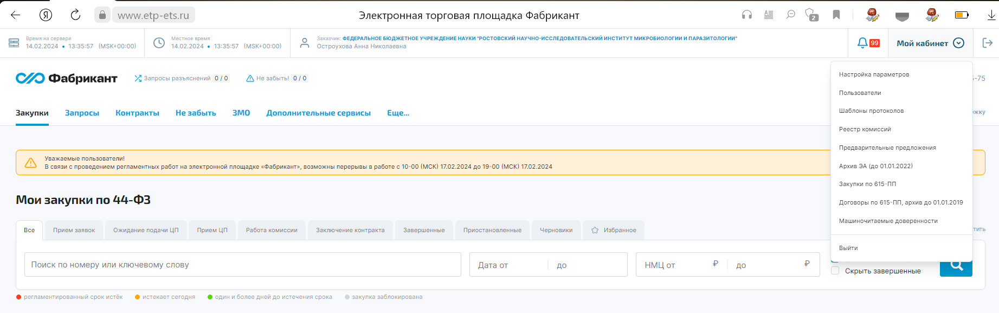 www.etp-ets.ru
Электронная торговая площадка Фабрикант
2
Время на сервере
14.02.2024 • 13:35:57 (MSK+00:00)
Местное время
14.02.2024 • 13:35:57 (MSK+00:00)
Заказчик: ФЕДЕРАЛЬНОЕ БЮДЖЕТНОЕ УЧРЕЖДЕНИЕ НАУКИ "РОСТОВСКИЙ НАУЧНО-ИССЛЕДОВАТЕЛЬСКИЙ ИНСТИТУТ МИКРОБИОЛОГИИ И ПАРАЗИТОЛОГИИ"
Остроухова Анна Николаевна
99
Мой кабинет
Фабрикант
Запросы разъяснений 0 / 0
Не забыть! 0 / 0
-75
Закупки Запросы Контракты Не забыть ЗМО Дополнительные сервисы Еще...
жку
Настройка параметров
Пользователи
Шаблоны протоколов
Реестр комиссий
Предварительные предложения
Архив ЭА (до 01.01.2022)
Закупки по 615-ПП
Договоры по 615-ПП, архив до 01.01.2019
Машиночитаемые доверенности
Выйти
Уважаемые пользователи!
В связи с проведением регламентных работ на электронной площадке «Фабрикант», возможны перерывы в работе с 10-00 (МСК) 17.02.2024 до 19-00 (МСК) 17.02.2024
Мои закупки по 44-ФЗ
Все Прием заявок Ожидание подачи ЦП Прием ЦП Работа комиссии Заключение контракта Завершенные Приостановленные Черновики Избранное
тить
Поиск по номеру или ключевому слову
Дата от до
НМЦ от ₽ до ₽
Скрыть завершенные
регламентированный срок истёк истекает сегодня один и более дней до истечения срока закупка заблокирована